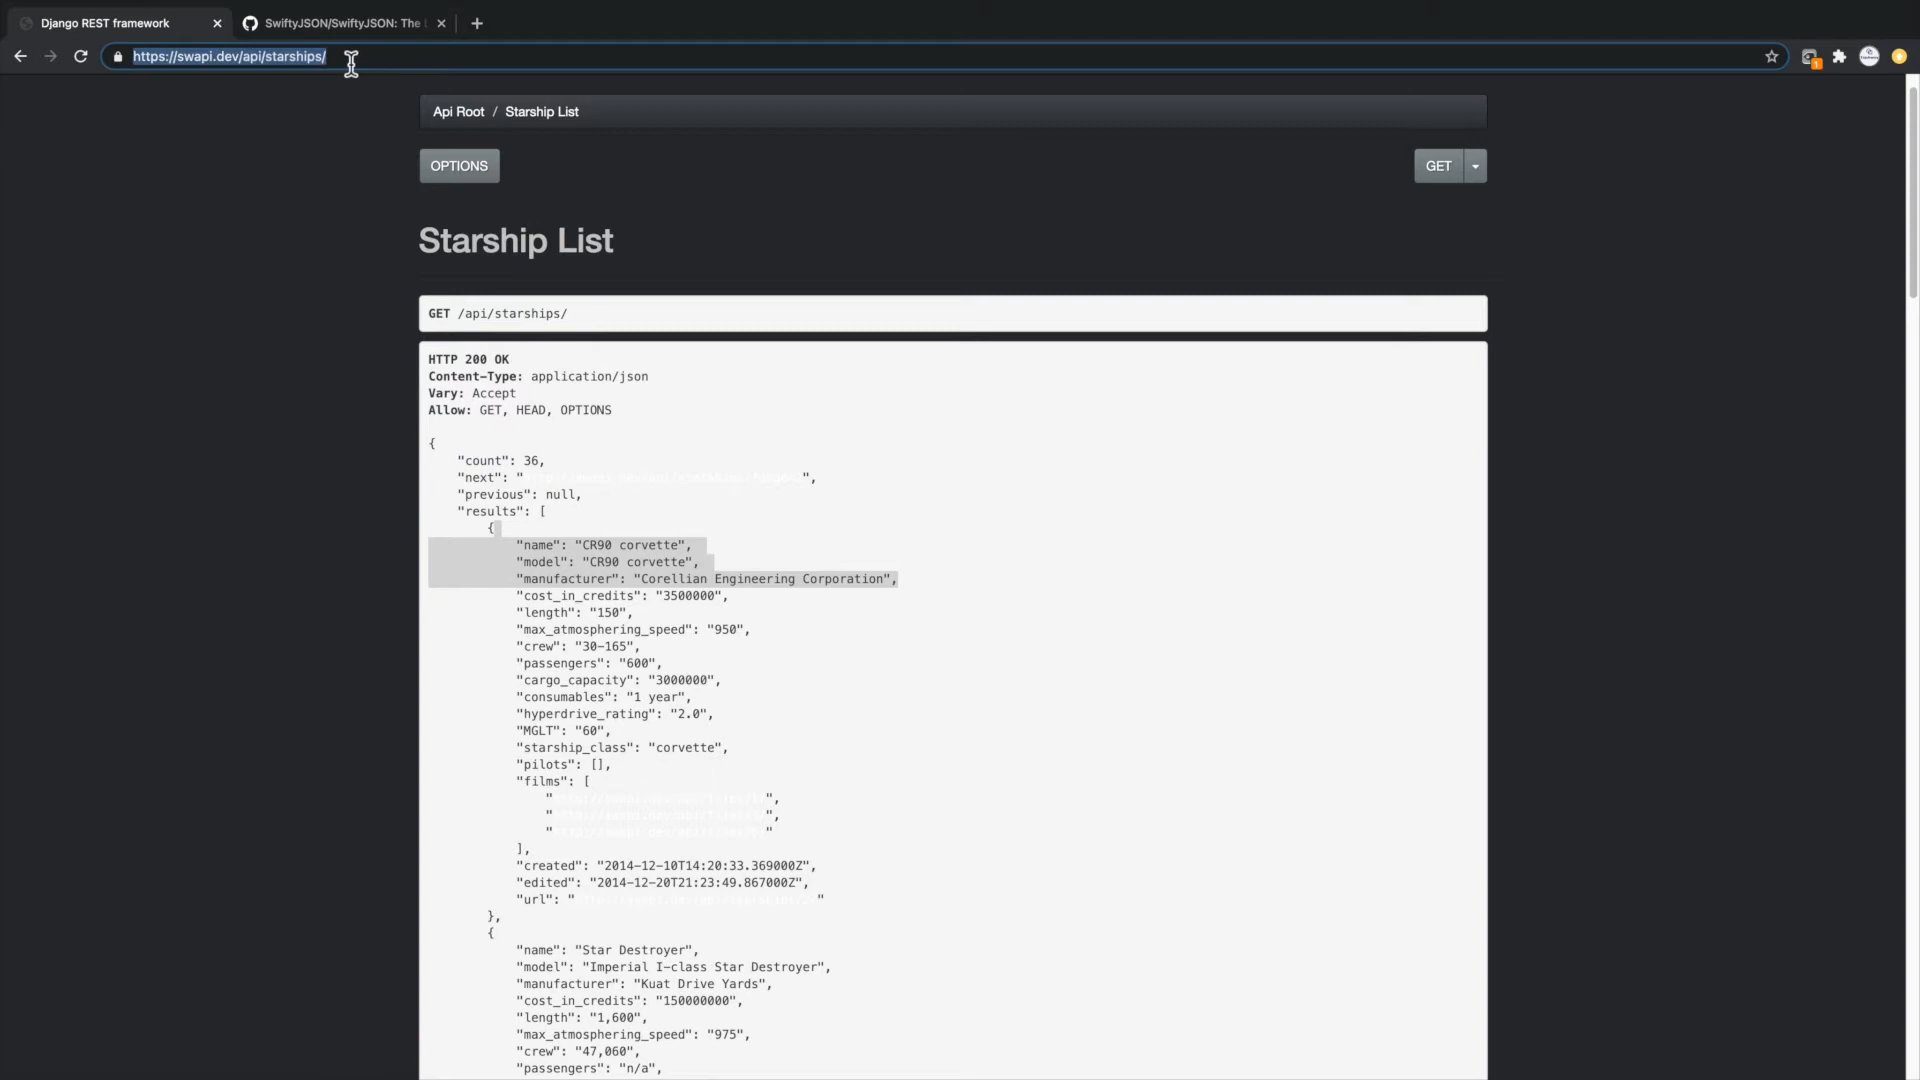 Django REST framework
SwiftyJSON/SwiftyJSON: The
https://swapi.dev/api/starships/
1
Api Root / Starship List
OPTIONS
GET
Starship List
GET /api/starships/
HTTP 200 OK
Content-Type: application/json
Vary: Accept
Allow: GET, HEAD, OPTIONS
{
"count": 36,
"next": "",
"previous": null,
"results": [
{
"name": "CR90 corvette",
"model": "CR90 corvette",
"manufacturer": "Corellian Engineering Corporation",
"cost_in_credits": "3500000",
"length": "150",
"max_atmosphering_speed": "950",
"crew": "30-165",
"passengers": "600",
"cargo_capacity": "3000000",
"consumables": "1 year",
"hyperdrive_rating": "2.0",
"MGLT": "60",
"starship_class": "corvette",
"pilots": [],
"films": [
"",
"",
""
],
"created": "2014-12-10T14:20:33.369000Z",
"edited": "2014-12-20T21:23:49.867000Z",
"url": ""
},
{
"name": "Star Destroyer",
"model": "Imperial I-class Star Destroyer",
"manufacturer": "Kuat Drive Yards",
"cost_in_credits": "150000000",
"length": "1,600",
"max_atmosphering_speed": "975",
"crew": "47,060",
"passengers": "n/a",